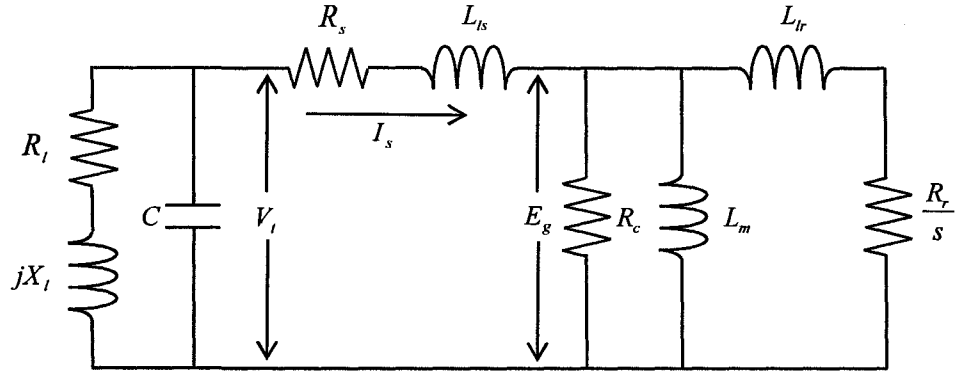 R_s
L_ls
L_lr
R_l
I_s
C
V_t
E_g
R_c
L_m
R_r
s
jX_l